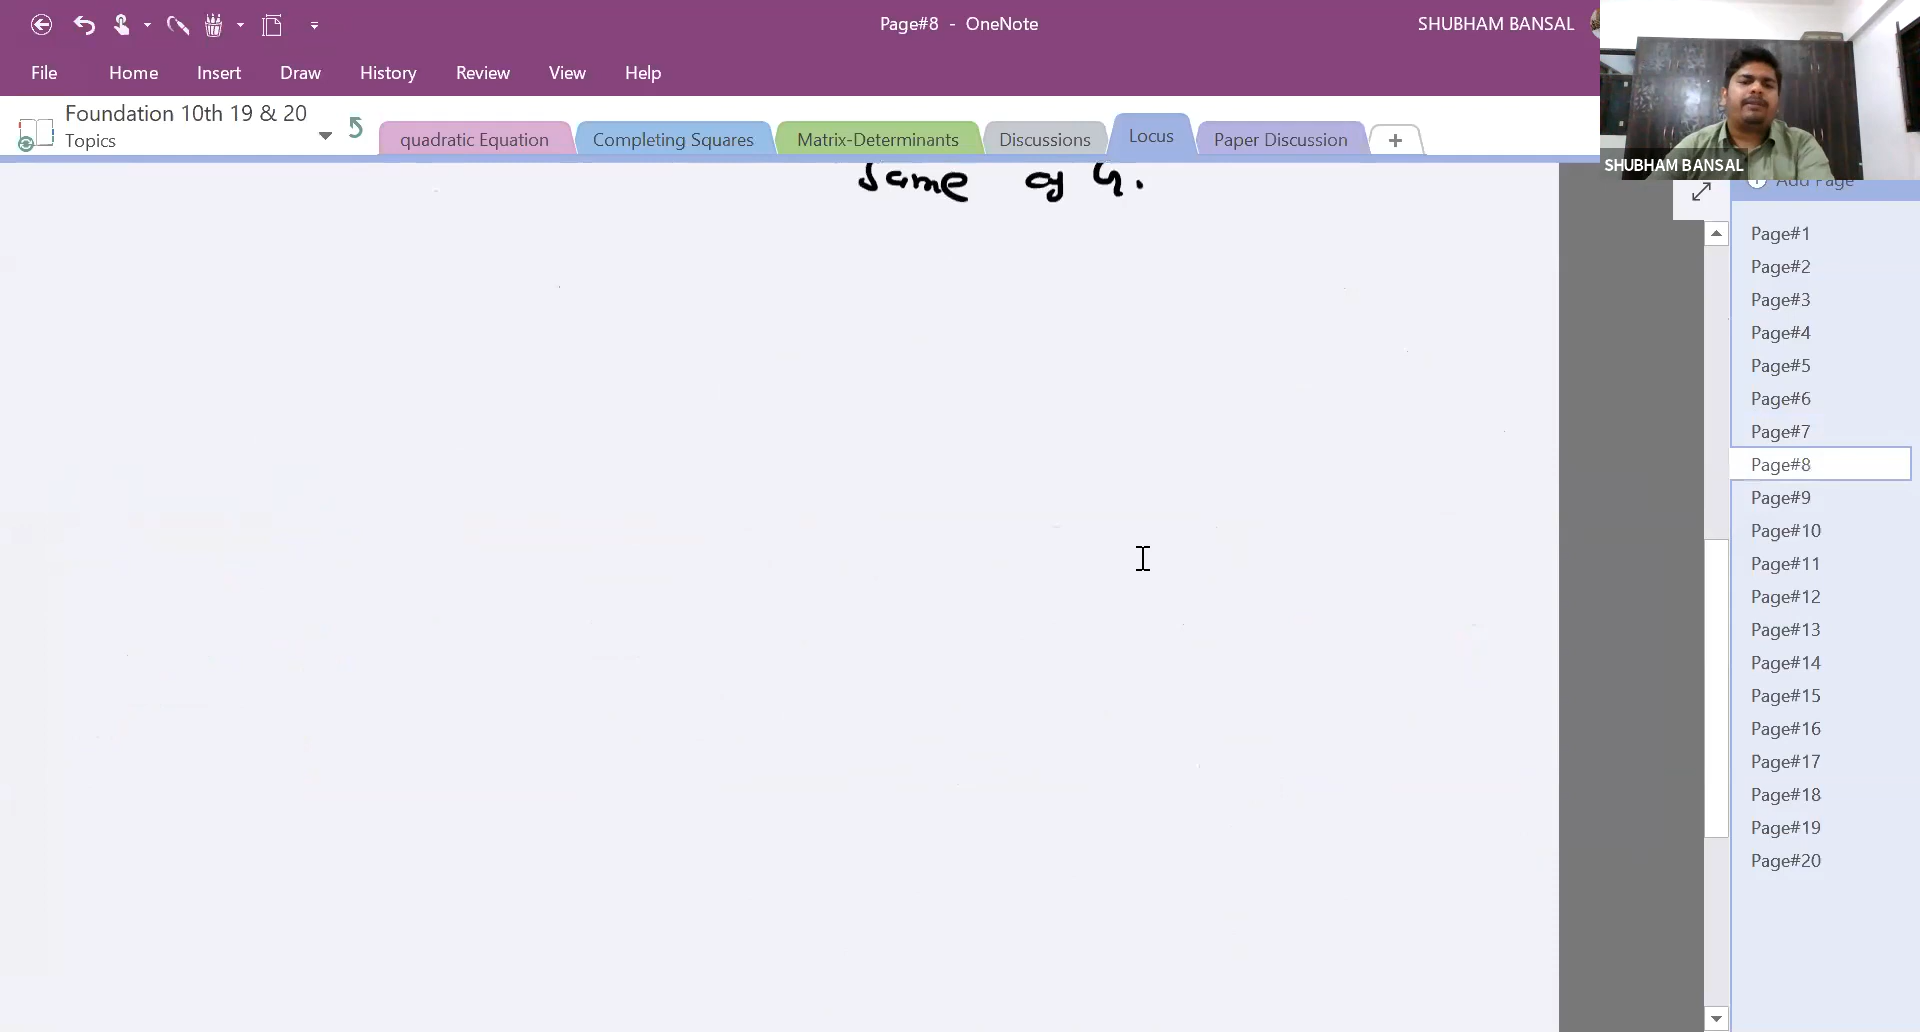 Page#8 - OneNote
SHUBHAM BANSAL
File Home Insert Draw History Review View Help
Foundation 10th 19 & 20
Topics
quadratic Equation
Completing Squares
Matrix-Determinants
Discussions
Locus
Paper Discussion
+
SHUBHAM BANSAL
Add Page
same of G.
Page#1
Page#2
Page#3
Page#4
Page#5
Page#6
Page#7
Page#8
Page#9
Page#10
Page#11
Page#12
Page#13
Page#14
Page#15
Page#16
Page#17
Page#18
Page#19
Page#20